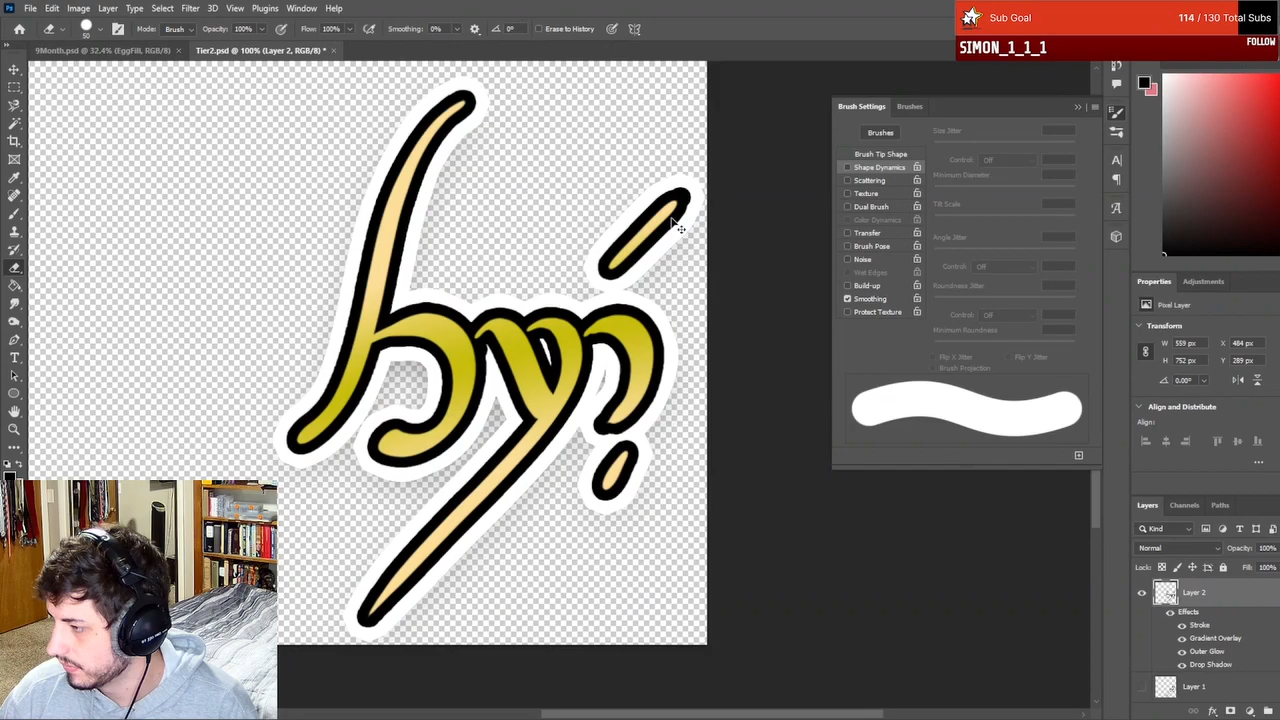 File Edit Image Layer Type Select Filter 3D View Plugins Window Help
Sub Goal 114 / 130 Total Subs
SIMON_1_1_1 FOLLOW
50 Mode: Brush Opacity: 100% Flow: 100% Smoothing: 0% 0° Erase to History
9Month.psd @ 32.4% (EggFill, RGB/8) × Tier2.psd @ 100% (Layer 2, RGB/8) * ×
Brush Settings Brushes
Brushes
Brush Tip Shape
Shape Dynamics
Scattering
Texture
Dual Brush
Color Dynamics
Transfer
Brush Pose
Noise
Wet Edges
Build-up
Smoothing
Protect Texture
Size Jitter
Control: Off
Minimum Diameter
Tilt Scale
Angle Jitter
Control: Off
Roundness Jitter
Control: Off
Minimum Roundness
Flip X Jitter Flip Y Jitter
Brush Projection
Properties Adjustments
Pixel Layer
Transform
W 559 px X 484 px
H 752 px Y 289 px
0.00°
Align and Distribute
Align:
Layers Channels Paths
Kind
Normal Opacity: 100%
Lock: Fill: 100%
Layer 2
Effects
Stroke
Gradient Overlay
Outer Glow
Drop Shadow
Layer 1